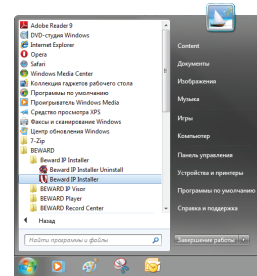 Adobe Reader 9
DVD-студия Windows
Internet Explorer
Opera
Safari
Windows Media Center
Коллекция гаджетов рабочего стола
Программы по умолчанию
Проигрыватель Windows Media
Средство просмотра XPS
Факсы и сканирование Windows
Центр обновления Windows
7-Zip
BEWARD
Beward IP Installer
Beward IP Installer Uninstall
Beward IP Installer
BEWARD IP Visor
BEWARD Player
BEWARD Record Center
Назад
Найти программы и файлы
Content
Документы
Изображения
Музыка
Игры
Компьютер
Панель управления
Устройства и принтеры
Программы по умолчанию
Справка и поддержка
Завершение работы